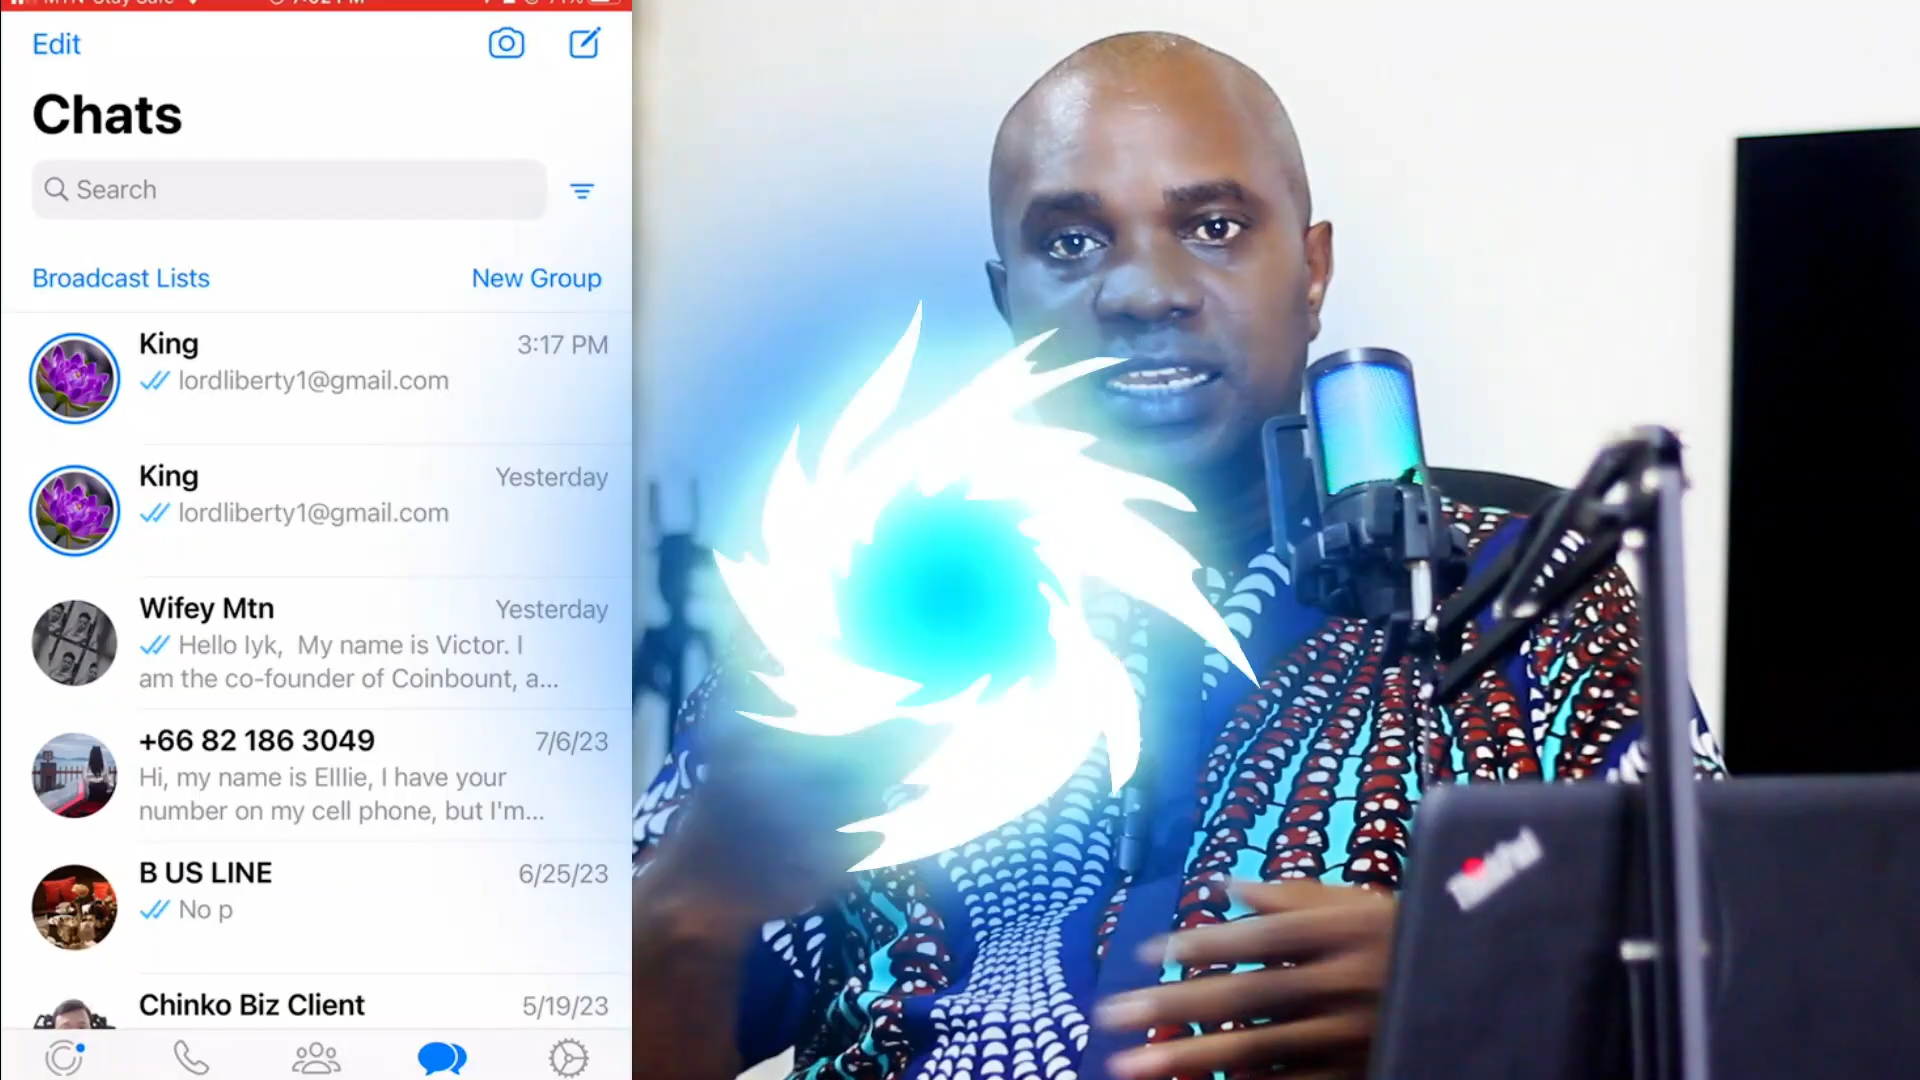 Edit
Chats
Search
Broadcast Lists
New Group
King
3:17 PM
lordliberty1@gmail.com
King
Yesterday
lordliberty1@gmail.com
Wifey Mtn
Yesterday
Hello Iyk, My name is Victor. I
am the co-founder of Coinbount, a...
+66 82 186 3049
7/6/23
Hi, my name is Elllie, I have your
number on my cell phone, but I'm...
B US LINE
6/25/23
No p
Chinko Biz Client
5/19/23
ThinkPad